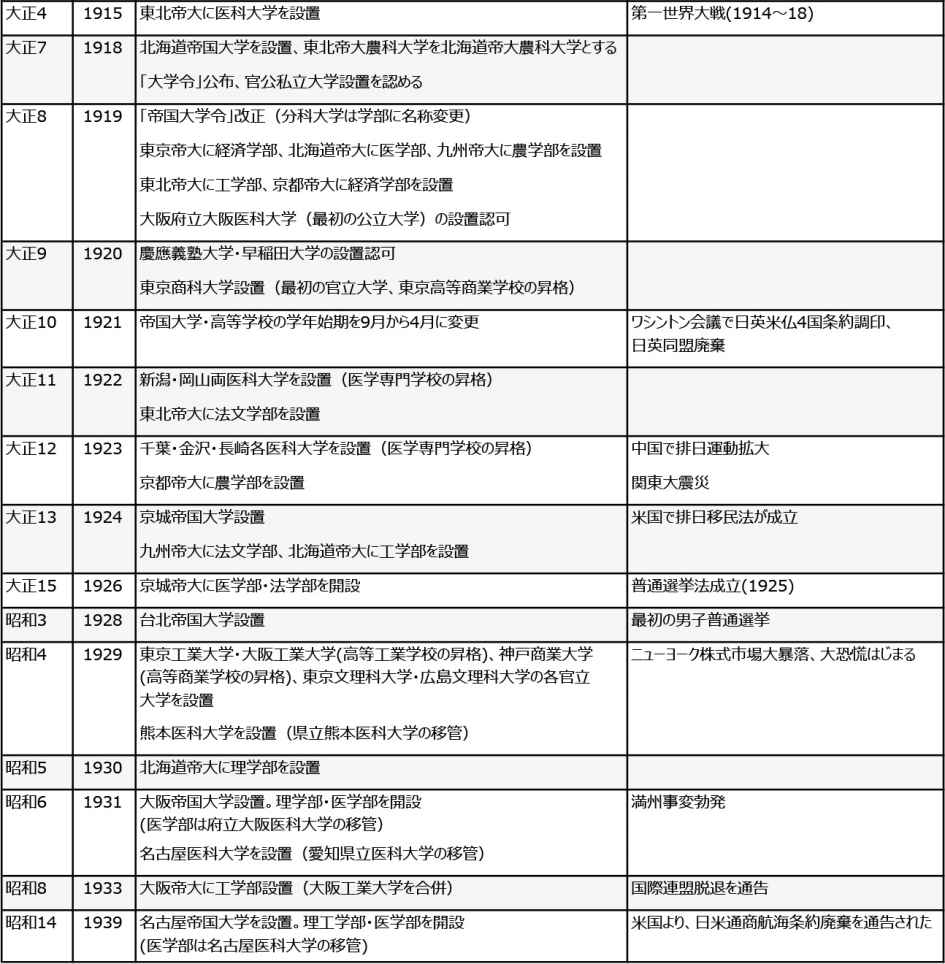 大正4 1915 東北帝大に医科大学を設置 第一世界大戦(1914～18)
大正7 1918 北海道帝国大学を設置、東北帝大農科大学を北海道帝大農科大学とする
「大学令」公布、官公私立大学設置を認める
大正8 1919 「帝国大学令」改正（分科大学は学部に名称変更）
東京帝大に経済学部、北海道帝大に医学部、九州帝大に農学部を設置
東北帝大に工学部、京都帝大に経済学部を設置
大阪府立大阪医科大学（最初の公立大学）の設置認可
大正9 1920 慶應義塾大学・早稲田大学の設置認可
東京商科大学設置（最初の官立大学、東京高等商業学校の昇格）
大正10 1921 帝国大学・高等学校の学年始期を9月から4月に変更 ワシントン会議で日英米仏4国条約調印、
日英同盟廃棄
大正11 1922 新潟・岡山両医科大学を設置（医学専門学校の昇格）
東北帝大に法文学部を設置
大正12 1923 千葉・金沢・長崎各医科大学を設置（医学専門学校の昇格） 中国で排日運動拡大
京都帝大に農学部を設置 関東大震災
大正13 1924 京城帝国大学設置 米国で排日移民法が成立
九州帝大に法文学部、北海道帝大に工学部を設置
大正15 1926 京城帝大に医学部・法学部を開設 普通選挙法成立(1925)
昭和3 1928 台北帝国大学設置 最初の男子普通選挙
昭和4 1929 東京工業大学・大阪工業大学(高等工業学校の昇格)、神戸商業大学 ニューヨーク株式市場大暴落、大恐慌はじまる
(高等商業学校の昇格)、東京文理科大学・広島文理科大学の各官立
大学を設置
熊本医科大学を設置（県立熊本医科大学の移管）
昭和5 1930 北海道帝大に理学部を設置
昭和6 1931 大阪帝国大学設置。理学部・医学部を開設 満州事変勃発
(医学部は府立大阪医科大学の移管)
名古屋医科大学を設置（愛知県立医科大学の移管）
昭和8 1933 大阪帝大に工学部設置（大阪工業大学を合併） 国際連盟脱退を通告
昭和14 1939 名古屋帝国大学を設置。理工学部・医学部を開設 米国より、日米通商航海条約廃棄を通告された
(医学部は名古屋医科大学の移管)